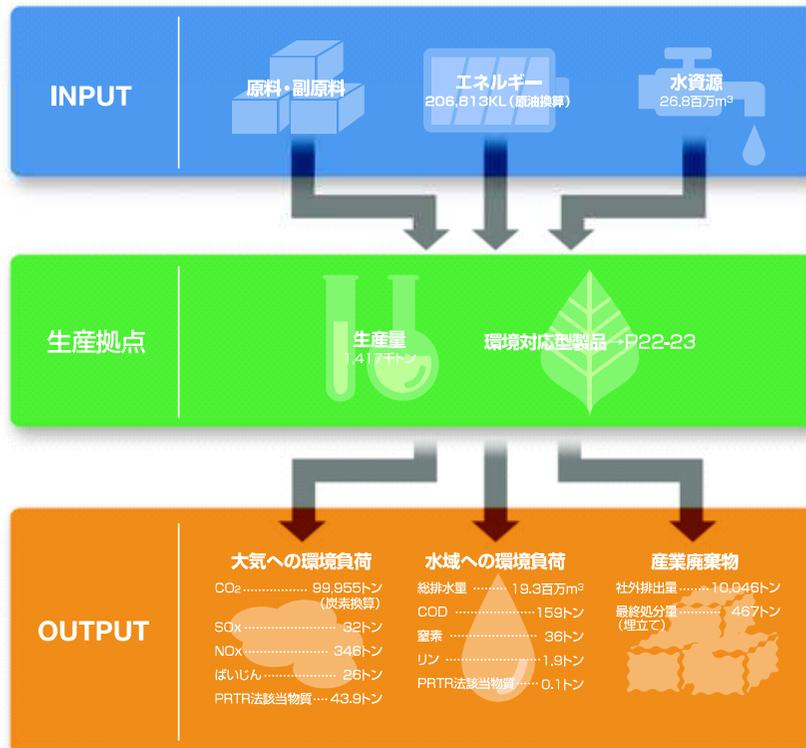 INPUT
原料・副原料
エネルギー
206,813KL（原油換算）
水資源
26.8百万m³
生産拠点
生産量
1,417千トン
環境対応型製品→P22-23
OUTPUT
大気への環境負荷
CO₂………………99,955トン
（炭素換算）
SOx………………32トン
NOx………………346トン
ばいじん………………26トン
PRTR法該当物質……43.9トン
水域への環境負荷
総排水量………19.3百万m³
COD………………159トン
窒素………………36トン
リン………………1.9トン
PRTR法該当物質……0.1トン
産業廃棄物
社外排出量………10,046トン
最終処分量………467トン
（埋立て）